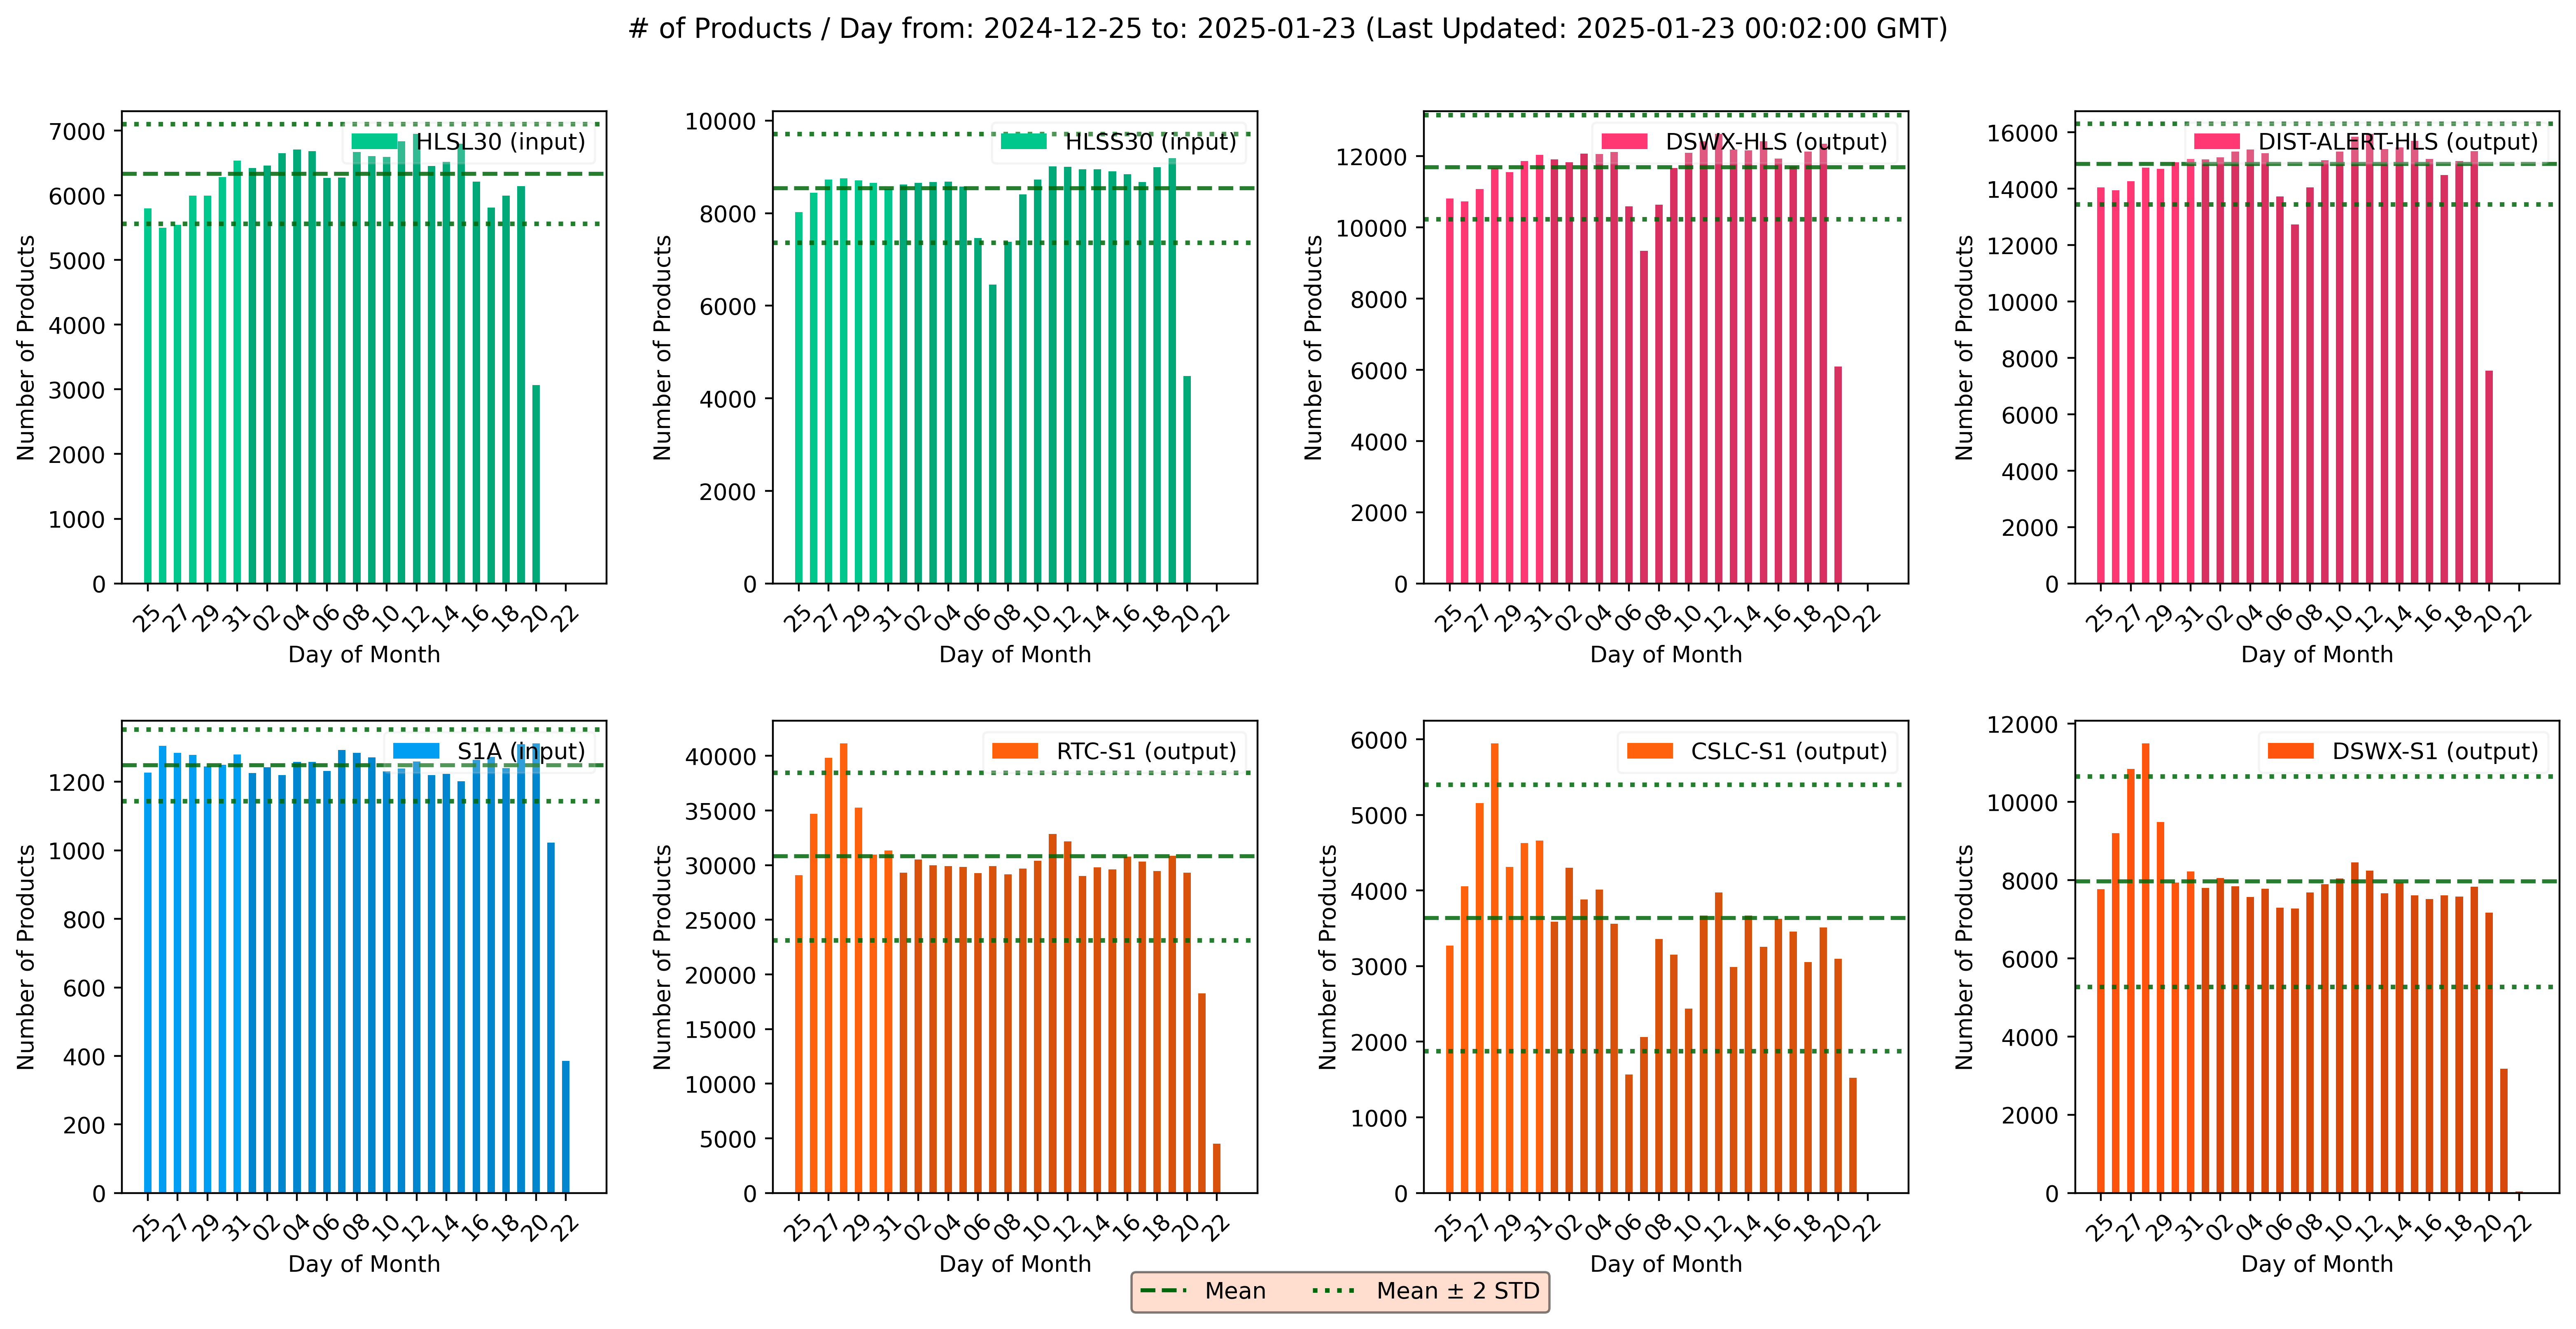 # of Products / Day from: 2024-12-25 to: 2025-01-23 (Last Updated: 2025-01-23 00:02:00 GMT)
HLSL30 (input)
Number of Products
7000
6000
5000
4000
3000
2000
1000
0
25 27 29 31 02 04 06 08 10 12 14 16 18 20 22
Day of Month
HLSS30 (input)
Number of Products
10000
8000
6000
4000
2000
0
25 27 29 31 02 04 06 08 10 12 14 16 18 20 22
Day of Month
DSWX-HLS (output)
Number of Products
12000
10000
8000
6000
4000
2000
0
25 27 29 31 02 04 06 08 10 12 14 16 18 20 22
Day of Month
DIST-ALERT-HLS (output)
Number of Products
16000
14000
12000
10000
8000
6000
4000
2000
0
25 27 29 31 02 04 06 08 10 12 14 16 18 20 22
Day of Month
S1A (input)
Number of Products
1200
1000
800
600
400
200
0
25 27 29 31 02 04 06 08 10 12 14 16 18 20 22
Day of Month
RTC-S1 (output)
Number of Products
40000
35000
30000
25000
20000
15000
10000
5000
0
25 27 29 31 02 04 06 08 10 12 14 16 18 20 22
Day of Month
CSLC-S1 (output)
Number of Products
6000
5000
4000
3000
2000
1000
0
25 27 29 31 02 04 06 08 10 12 14 16 18 20 22
Day of Month
DSWX-S1 (output)
Number of Products
12000
10000
8000
6000
4000
2000
0
25 27 29 31 02 04 06 08 10 12 14 16 18 20 22
Day of Month
Mean
Mean ± 2 STD